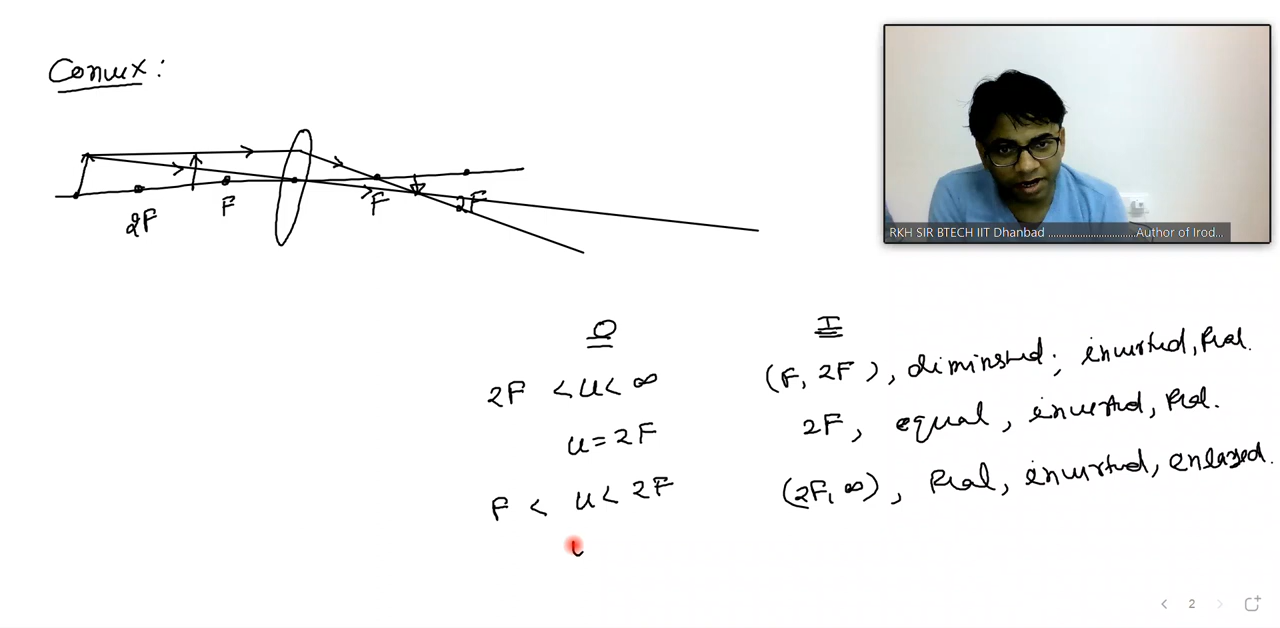 Convex :
2F F F 2F
RKH SIR BTECH IIT Dhanbad ..................................Author of Irod...
O I
2F < u < ∞ (F, 2F), diminshed; inverted, Real.
u = 2F 2F, equal, inverted, Real.
F < u < 2F (2F, ∞), Real, inverted, enlarged.
2